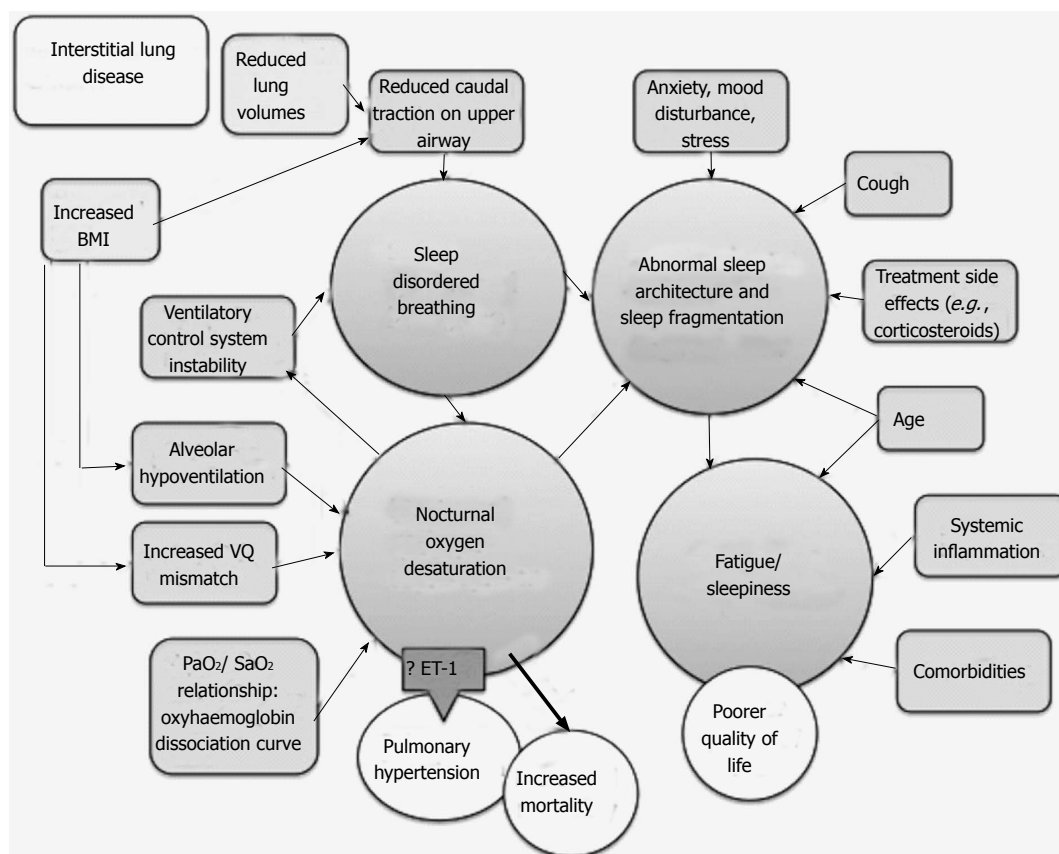 Interstitial lung
disease
Reduced
lung
volumes
Reduced caudal
traction on upper
airway
Anxiety, mood
disturbance,
stress
Cough
Increased
BMI
Sleep
disordered
breathing
Abnormal sleep
architecture and
sleep fragmentation
Treatment side
effects (e.g.,
corticosteroids)
Ventilatory
control system
instability
Age
Alveolar
hypoventilation
Nocturnal
oxygen
desaturation
Systemic
inflammation
Increased VQ
mismatch
Fatigue/
sleepiness
PaO₂/ SaO₂
relationship:
oxyhaemoglobin
dissociation curve
? ET-1
Comorbidities
Pulmonary
hypertension
Increased
mortality
Poorer
quality of
life